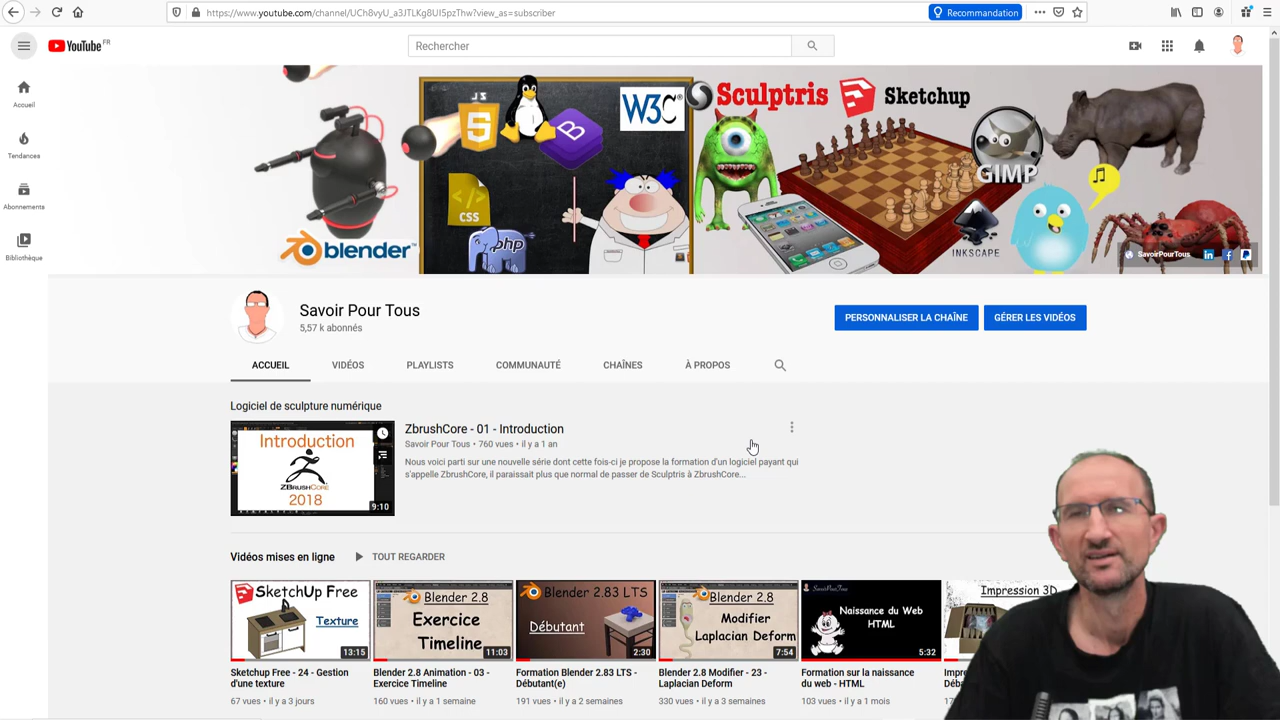 https://www.youtube.com/channel/UCh8vyU_a3JTLKg8UI5pzThw?view_as=subscriber
Recommandation
YouTube FR
Rechercher
Accueil
Tendances
Abonnements
Bibliothèque
JS
W3C®
Sculptris
Sketchup
CSS
php
blender™
GIMP
INKSCAPE
SavoirPourTous
Savoir Pour Tous
5,57 k abonnés
PERSONNALISER LA CHAÎNE
GÉRER LES VIDÉOS
ACCUEIL
VIDÉOS
PLAYLISTS
COMMUNAUTÉ
CHAÎNES
À PROPOS
Logiciel de sculpture numérique
Introduction
ZBRUSHCORE
2018
9:10
ZbrushCore - 01 - Introduction
Savoir Pour Tous • 760 vues • il y a 1 an
Nous voici parti sur une nouvelle série dont cette fois-ci je propose la formation d'un logiciel payant qui
s'appelle ZbrushCore, il paraissait plus que normal de passer de Sculptris à ZbrushCore...
Vidéos mises en ligne
TOUT REGARDER
SketchUp Free
Texture
13:15
Blender 2.8
Exercice
Timeline
11:03
Blender 2.83 LTS
Débutant
2:30
Blender 2.8
Modifier
Laplacian Deform
7:54
SavoirPourTous
Naissance du Web
HTML
5:32
Impression 3D
Sketchup Free - 24 - Gestion
d'une texture
67 vues • il y a 3 jours
Blender 2.8 Animation - 03 -
Exercice Timeline
160 vues • il y a 1 semaine
Formation Blender 2.83 LTS -
Débutant(e)
191 vues • il y a 2 semaines
Blender 2.8 Modifier - 23 -
Laplacian Deform
330 vues • il y a 3 semaines
Formation sur la naissance
du web - HTML
103 vues • il y a 1 mois